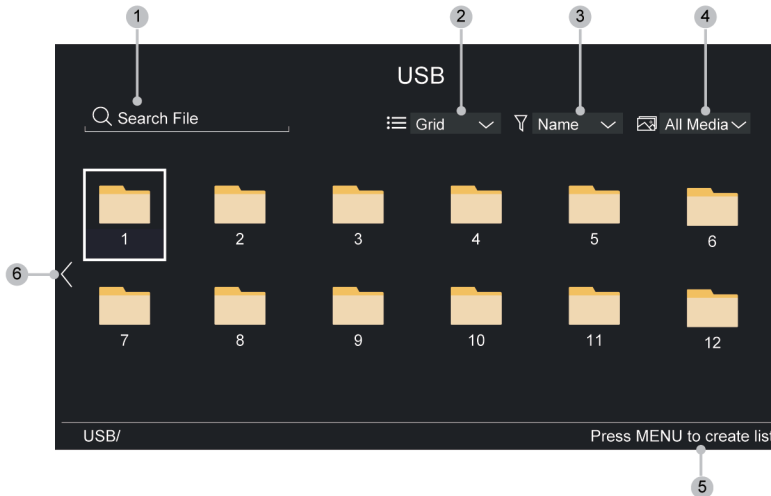 1 2 3 4
USB
Search File Grid Name All Media
1 2 3 4 5 6
6
7 8 9 10 11 12
USB/ Press MENU to create list
5